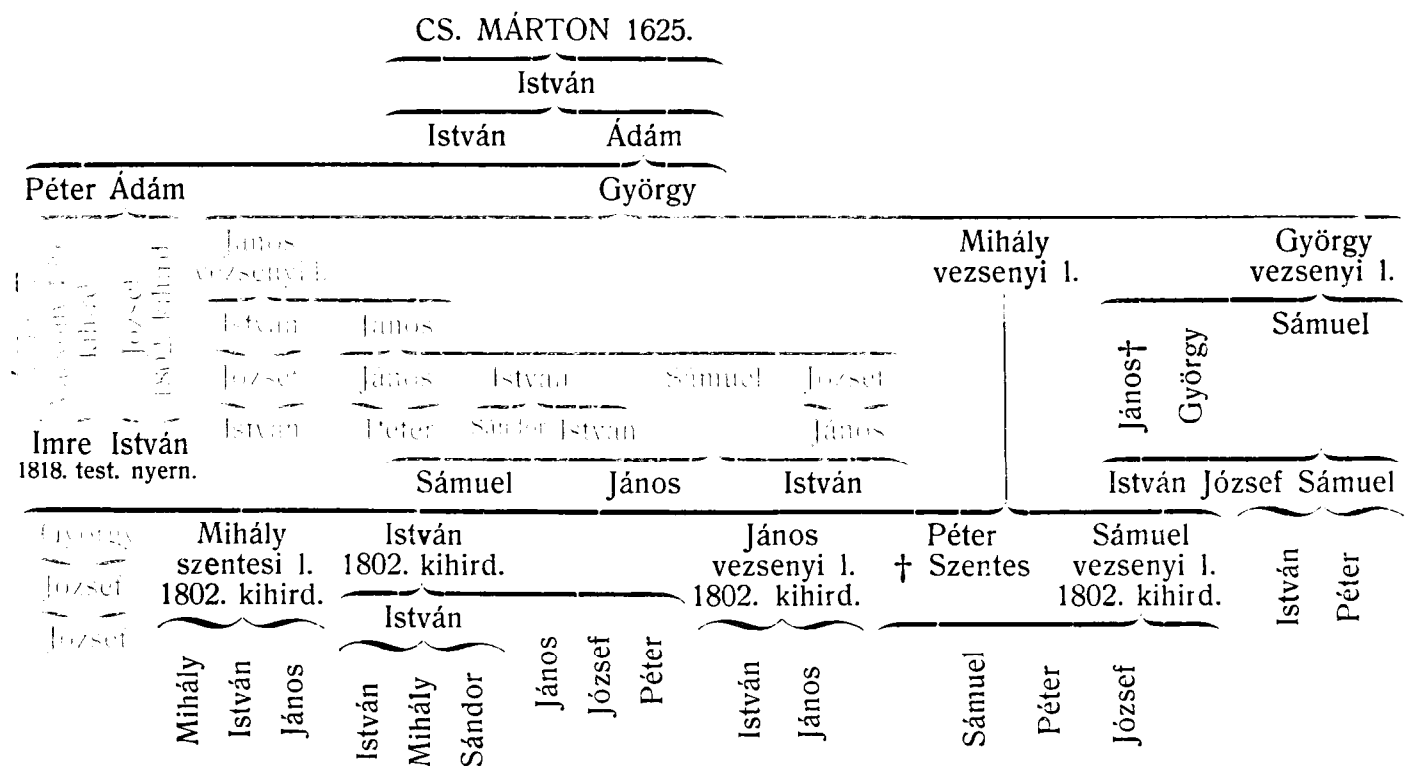 CS. MÁRTON 1625.
István
István Ádám
Péter Ádám György
János Mihály György
vezsenyi l. vezsenyi l. vezsenyi l.
József
1802. kihird
kihird
István János Sámuel
János† György
József János István Sámuel József
István Péter Sándor István János
Imre István
1818. test. nyern.
Sámuel János István István József Sámuel
György Mihály István János Péter Sámuel
szentesi l. 1802. kihird. vezsenyi l. † Szentes vezsenyi l.
József 1802. kihird. 1802. kihird. 1802. kihird.
István
István Péter
József
Mihály István János
István Mihály Sándor
János József Péter
István János
Sámuel Péter József